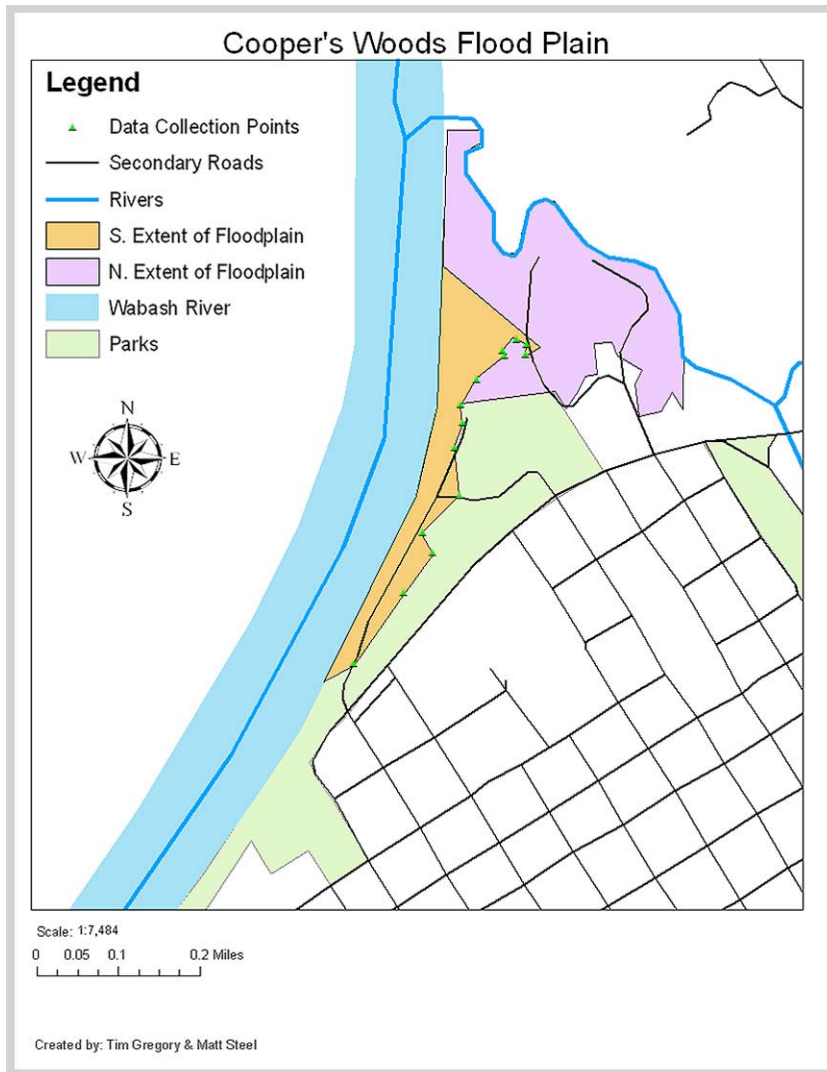 Cooper's Woods Flood Plain
Legend
Data Collection Points
Secondary Roads
Rivers
S. Extent of Floodplain
N. Extent of Floodplain
Wabash River
Parks
N
W E
S
Scale: 1:7,484
0 0.05 0.1 0.2 Miles
Created by: Tim Gregory & Matt Steel